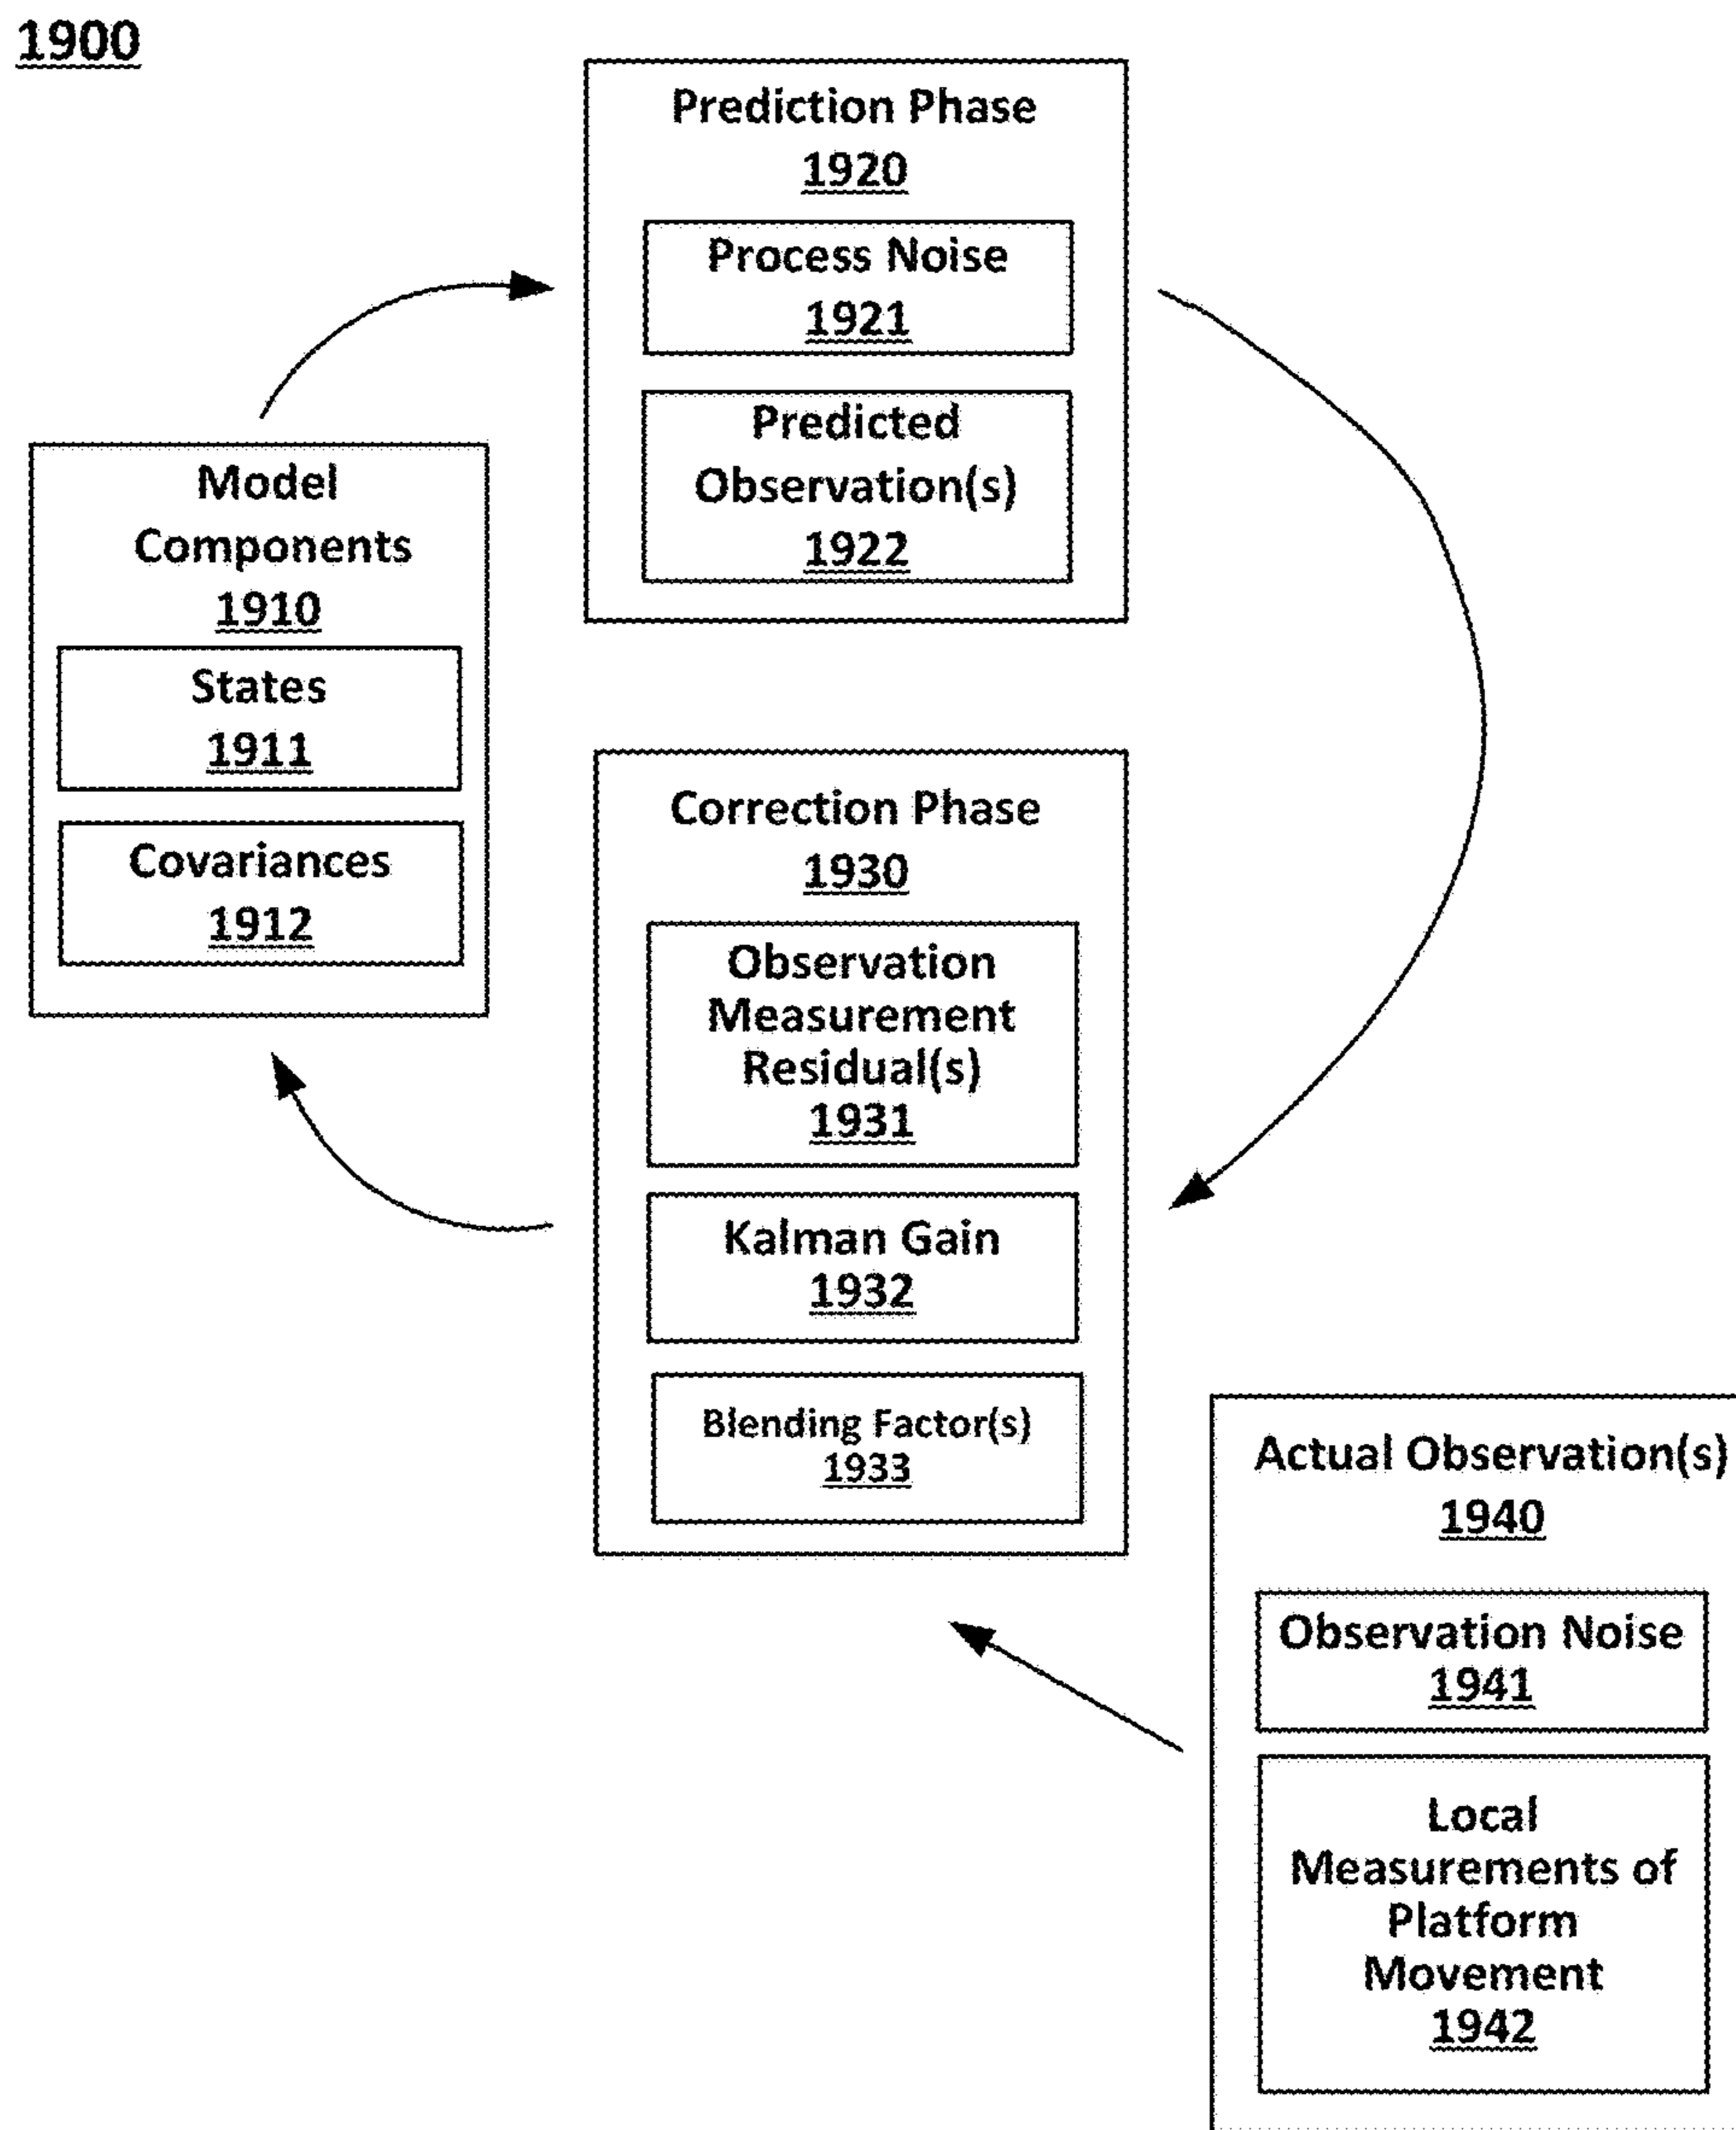 1900
Prediction Phase
1920
Process Noise
1921
Predicted
Observation(s)
1922
Model
Components
1910
States
1911
Covariances
1912
Correction Phase
1930
Observation
Measurement
Residual(s)
1931
Kalman Gain
1932
Blending Factor(s)
1933
Actual Observation(s)
1940
Observation Noise
1941
Local
Measurements of
Platform
Movement
1942